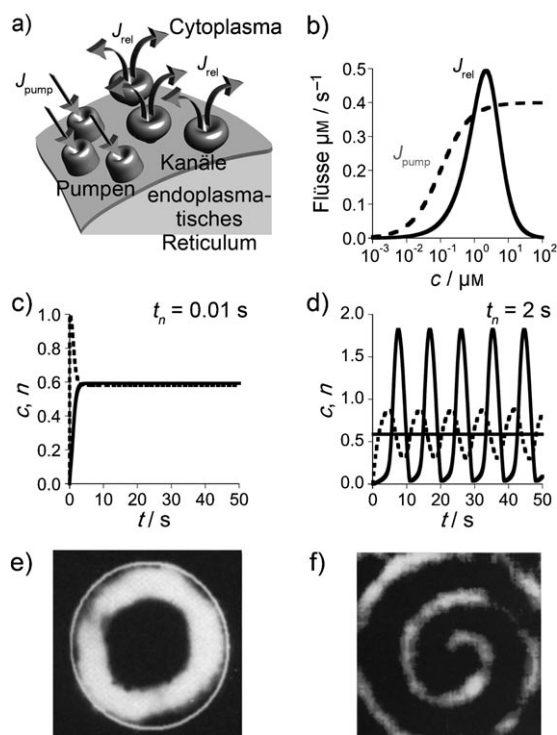 a)
Cytoplasma
J_rel
J_rel
J_pump
Kanäle
Pumpen
endoplasma-
tisches
Reticulum
b)
Flüsse µM / s⁻¹
0.5
0.4
0.3
0.2
0.1
0.0
J_rel
J_pump
10⁻³ 10⁻² 10⁻¹ 10⁰ 10¹ 10²
c / µM
c)
t_n = 0.01 s
c, n
1.0
0.8
0.6
0.4
0.2
0.0
0 10 20 30 40 50
t / s
d)
t_n = 2 s
c, n
2.0
1.5
1.0
0.5
0.0
0 10 20 30 40 50
t / s
e)
f)